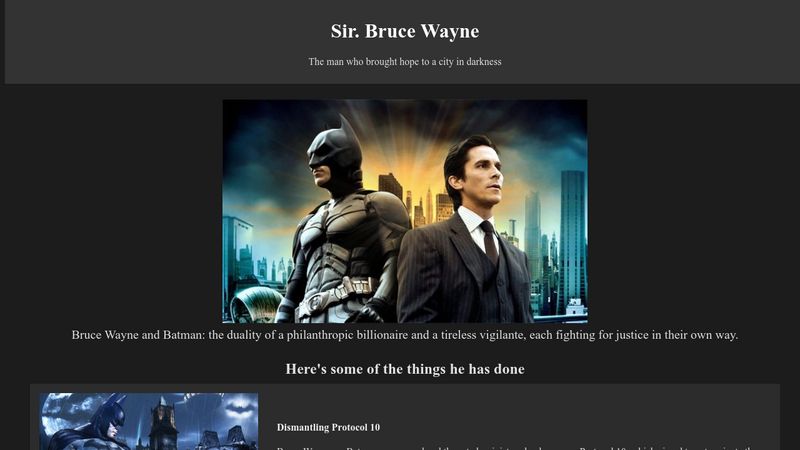 Sir. Bruce Wayne
The man who brought hope to a city in darkness
Bruce Wayne and Batman: the duality of a philanthropic billionaire and a tireless vigilante, each fighting for justice in their own way.
Here's some of the things he has done
Dismantling Protocol 10